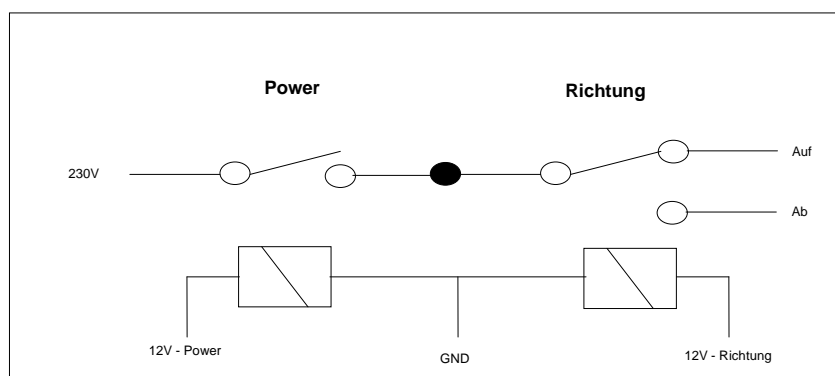 Power
Richtung
230V
Auf
Ab
12V - Power
GND
12V - Richtung